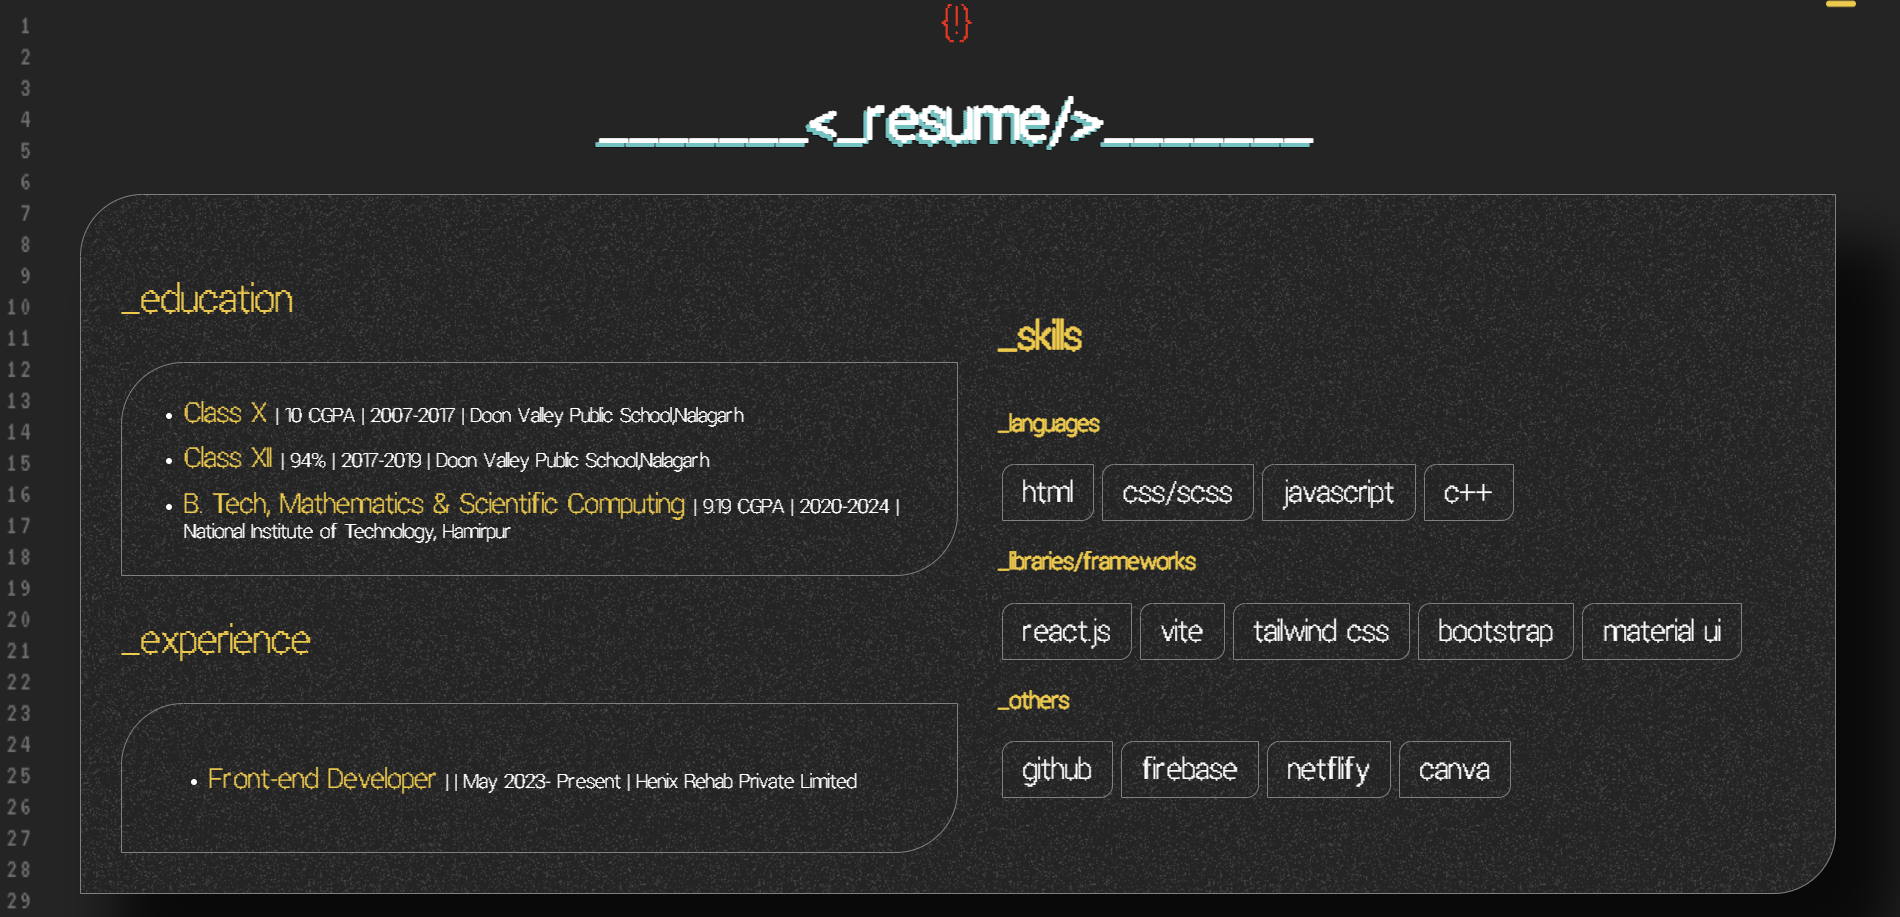 {!}
_______<_resume/>_______
_education
• Class X | 10 CGPA | 2007-2017 | Doon Valley Public School,Nalagarh
• Class XII | 94% | 2017-2019 | Doon Valley Public School,Nalagarh
• B. Tech, Mathematics & Scientific Computing | 9.19 CGPA | 2020-2024 |
National Institute of Technology, Hamirpur
_experience
• Front-end Developer | | May 2023- Present | Henix Rehab Private Limited
_skills
_languages
html css/scss javascript c++
_libraries/frameworks
react.js vite tailwind css bootstrap material ui
_others
github firebase netflify canva
1
2
3
4
5
6
7
8
9
10
11
12
13
14
15
16
17
18
19
20
21
22
23
24
25
26
27
28
29